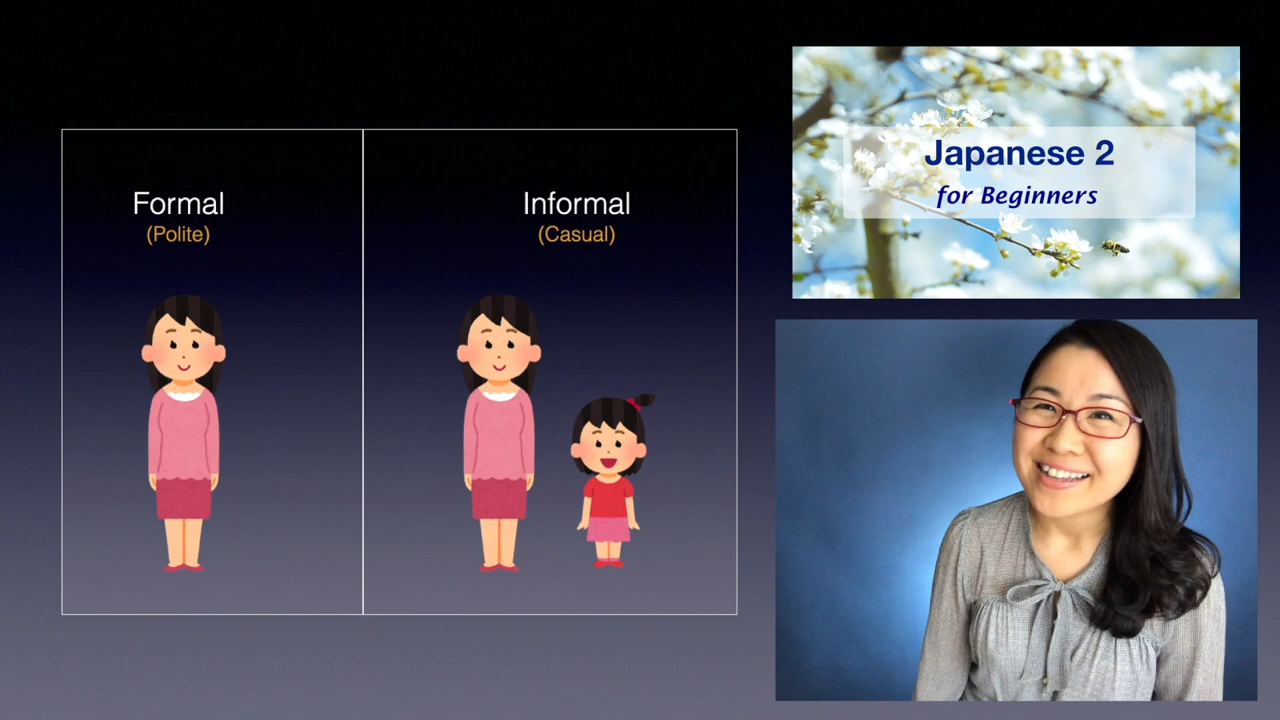 Formal
(Polite)
Informal
(Casual)
Japanese 2
for Beginners